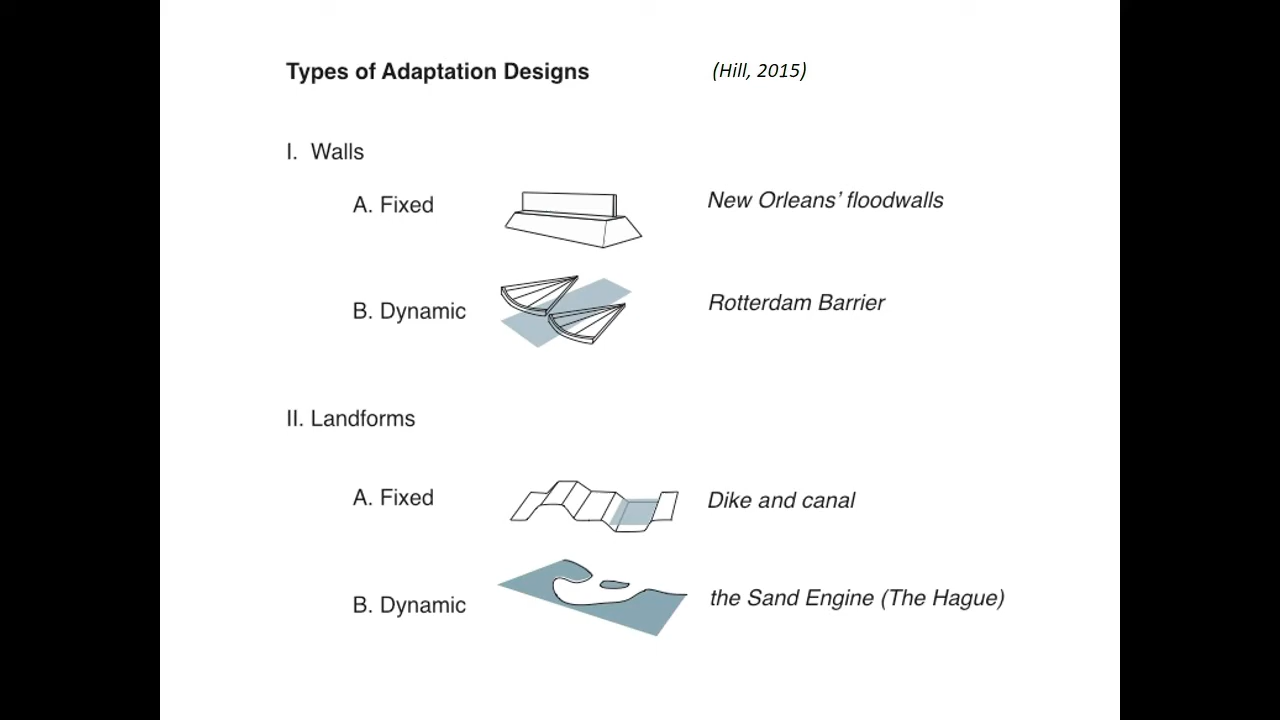 Types of Adaptation Designs (Hill, 2015)
I. Walls
A. Fixed New Orleans’ floodwalls
B. Dynamic Rotterdam Barrier
II. Landforms
A. Fixed Dike and canal
B. Dynamic the Sand Engine (The Hague)